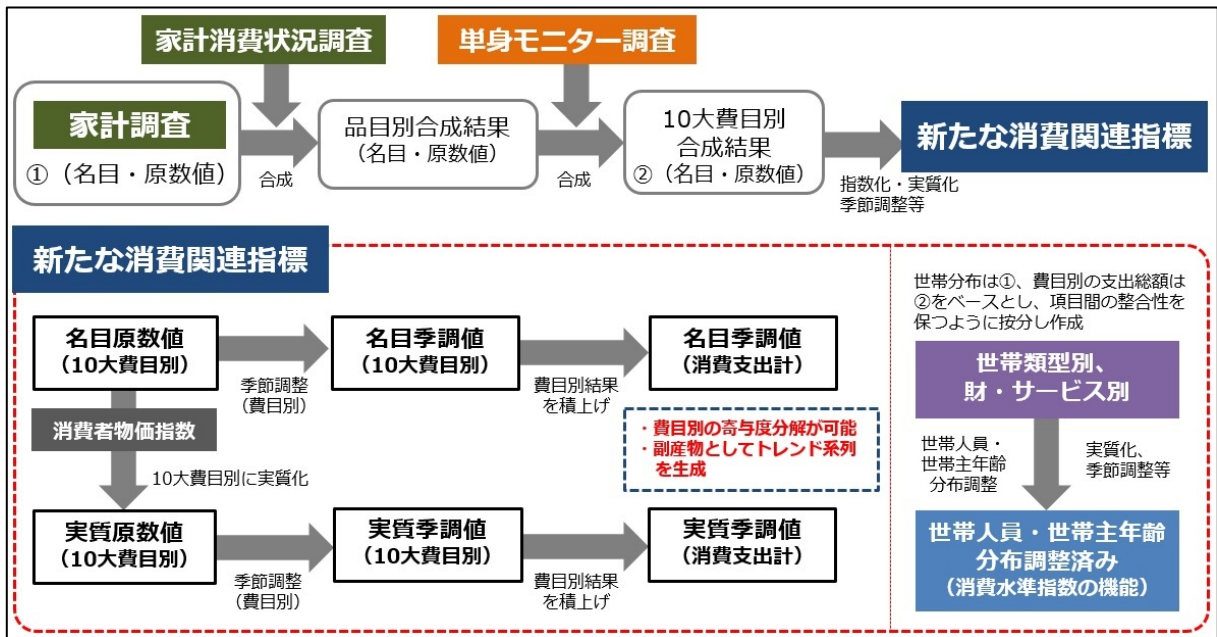 家計消費状況調査
単身モニター調査
家計調査
①（名目・原数値）
合成
品目別合成結果
（名目・原数値）
合成
10大費目別
合成結果
②（名目・原数値）
指数化・実質化
季節調整等
新たな消費関連指標
新たな消費関連指標
名目原数値
（10大費目別）
季節調整
（費目別）
名目季調値
（10大費目別）
費目別結果
を積上げ
名目季調値
（消費支出計）
消費者物価指数
10大費目別に実質化
・費目別の寄与度分解が可能
・副産物としてトレンド系列
を生成
実質原数値
（10大費目別）
季節調整
（費目別）
実質季調値
（10大費目別）
費目別結果
を積上げ
実質季調値
（消費支出計）
世帯分布は①、費目別の支出総額は
②をベースとし、項目間の整合性を
保つように按分し作成
世帯類型別、
財・サービス別
世帯人員・
世帯主年齢
分布調整
実質化、
季節調整等
世帯人員・世帯主年齢
分布調整済み
（消費水準指数の機能）